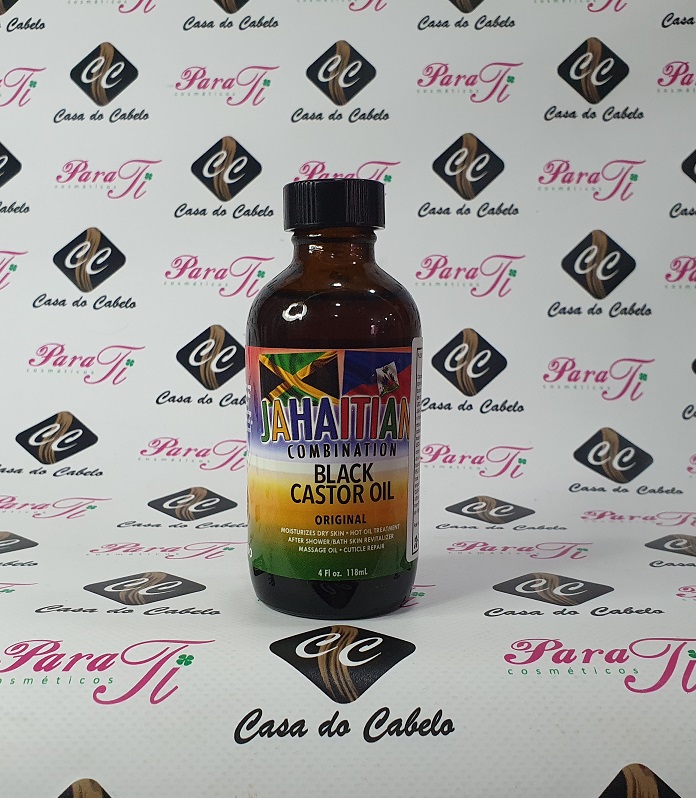 JAHAITIAN
COMBINATION
BLACK
CASTOR OIL
ORIGINAL
MOISTURIZES DRY SKIN • HOT OIL TREATMENT
AFTER SHOWER/BATH SKIN REVITALIZER
MASSAGE OIL • CUTICLE REPAIR
4 Fl oz. 118mL
CC
Casa do Cabelo
Para Ti
cosméticos